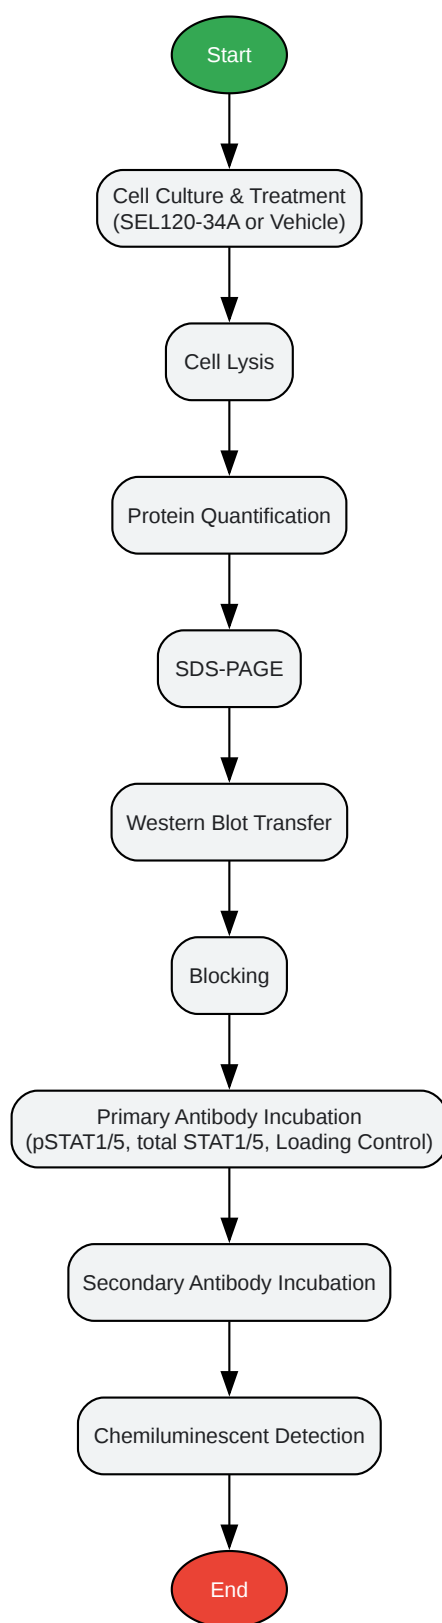 Start
Cell Culture & Treatment
(SEL120-34A or Vehicle)
Cell Lysis
Protein Quantification
SDS-PAGE
Western Blot Transfer
Blocking
Primary Antibody Incubation
(pSTAT1/5, total STAT1/5, Loading Control)
Secondary Antibody Incubation
Chemiluminescent Detection
End